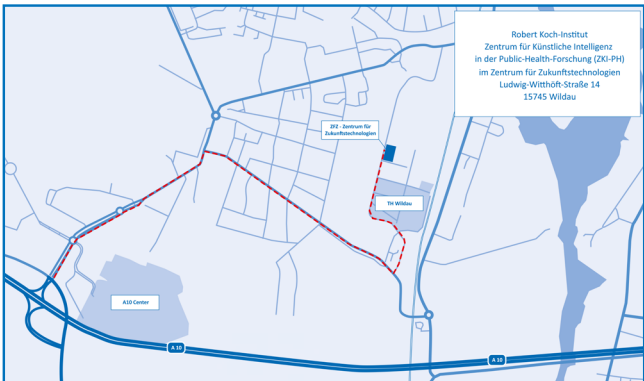 Robert Koch-Institut
Zentrum für Künstliche Intelligenz
in der Public-Health-Forschung (ZKI-PH)
im Zentrum für Zukunftstechnologien
Ludwig-Witthöft-Straße 14
15745 Wildau
ZFZ - Zentrum für
Zukunftstechnologien
TH Wildau
A10 Center
A 10
A 10